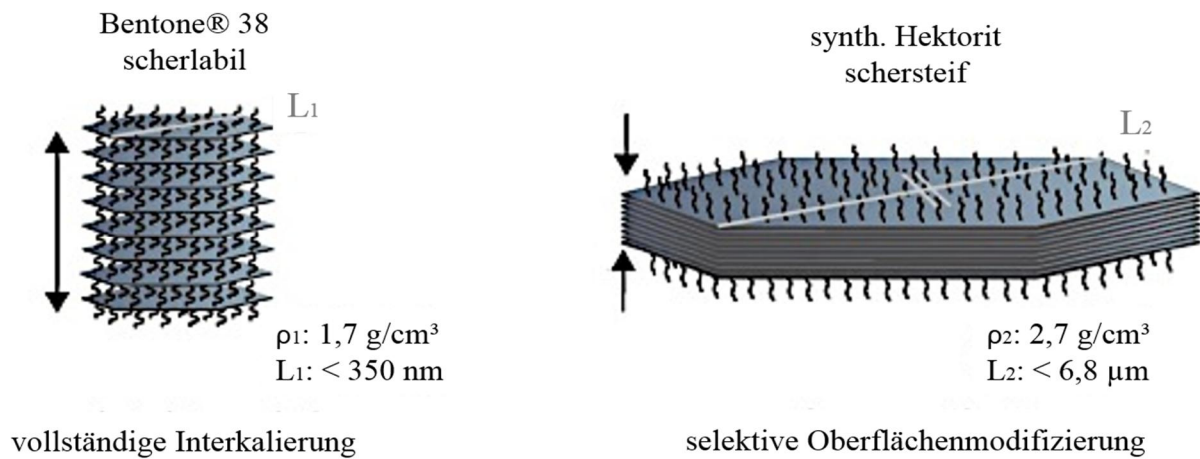 Bentone® 38
scherlabil
L1
ρ1: 1,7 g/cm³
L1: < 350 nm
vollständige Interkalierung
synth. Hektorit
schersteif
L2
ρ2: 2,7 g/cm³
L2: < 6,8 µm
selektive Oberflächenmodifizierung